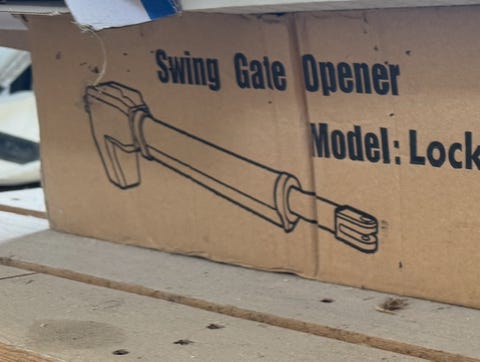 Swing Gate Opener
Model: Lock